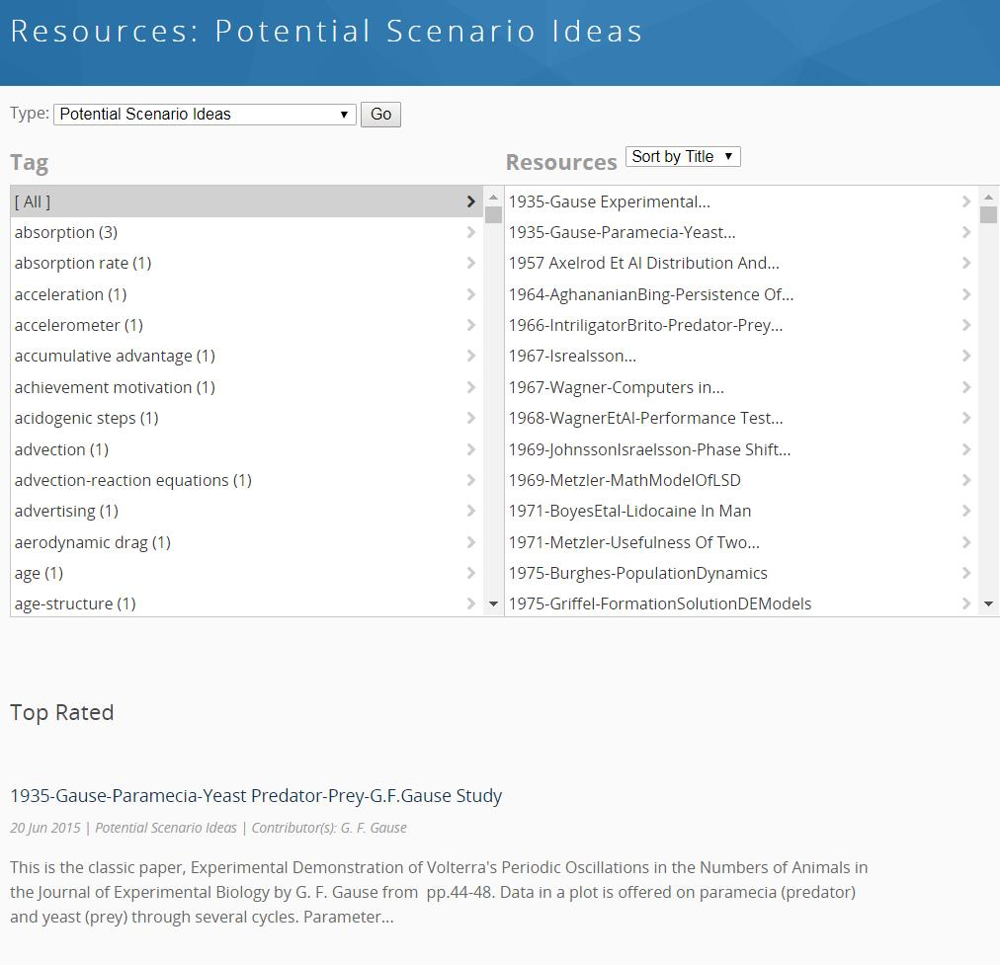 Resources: Potential Scenario Ideas
Type: Potential Scenario Ideas Go
Tag
[ All ]
absorption (3)
absorption rate (1)
acceleration (1)
accelerometer (1)
accumulative advantage (1)
achievement motivation (1)
acidogenic steps (1)
advection (1)
advection-reaction equations (1)
advertising (1)
aerodynamic drag (1)
age (1)
age-structure (1)
Resources Sort by Title
1935-Gause Experimental...
1935-Gause-Paramecia-Yeast...
1957 Axelrod Et Al Distribution And...
1964-AghananianBing-Persistence Of...
1966-IntriligatorBrito-Predator-Prey...
1967-Isrealsson...
1967-Wagner-Computers in...
1968-WagnerEtAl-Performance Test...
1969-JohnssonIsraelsson-Phase Shift...
1969-Metzler-MathModelOfLSD
1971-BoyesEtal-Lidocaine In Man
1971-Metzler-Usefulness Of Two...
1975-Burghes-PopulationDynamics
1975-Griffel-FormationSolutionDEModels
Top Rated
1935-Gause-Paramecia-Yeast Predator-Prey-G.F.Gause Study
20 Jun 2015 | Potential Scenario Ideas | Contributor(s): G. F. Gause
This is the classic paper, Experimental Demonstration of Volterra's Periodic Oscillations in the Numbers of Animals in
the Journal of Experimental Biology by G. F. Gause from pp.44-48. Data in a plot is offered on paramecia (predator)
and yeast (prey) through several cycles. Parameter...